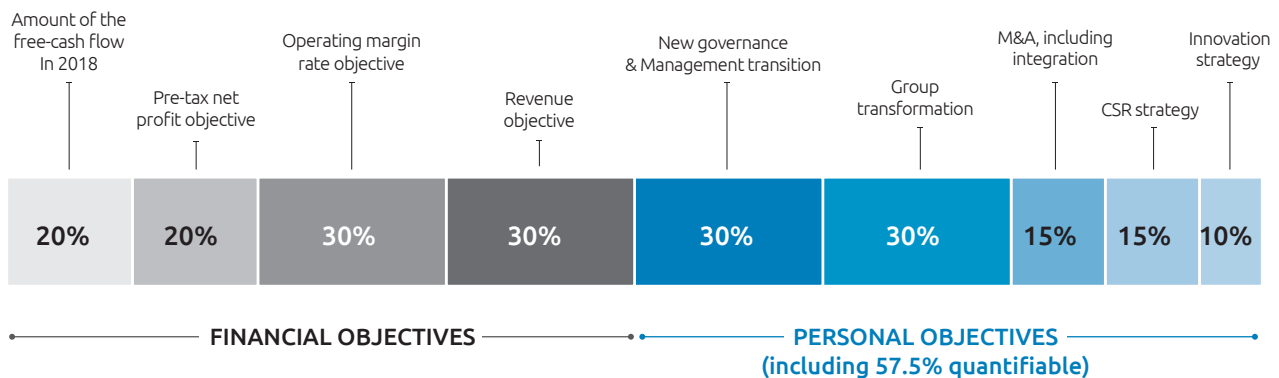 Amount of the
free-cash flow
In 2018
Pre-tax net
profit objective
Operating margin
rate objective
Revenue
objective
New governance
& Management transition
Group
transformation
M&A, including
integration
CSR strategy
Innovation
strategy
20%
20%
30%
30%
30%
30%
15%
15%
10%
FINANCIAL OBJECTIVES
PERSONAL OBJECTIVES
(including 57.5% quantifiable)